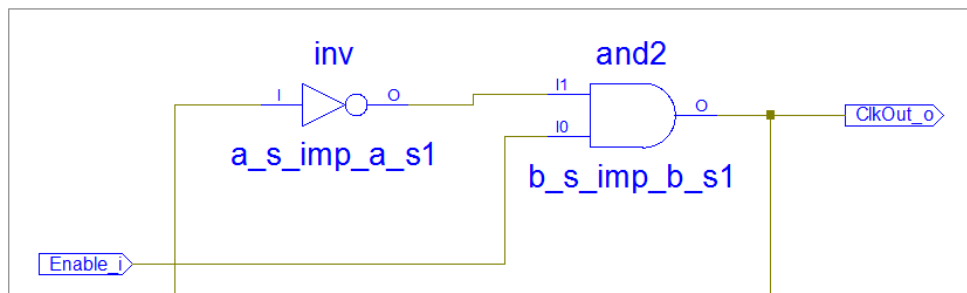 inv
and2
I
O
I1
I0
O
ClkOut_o
a_s_imp_a_s1
b_s_imp_b_s1
Enable_i